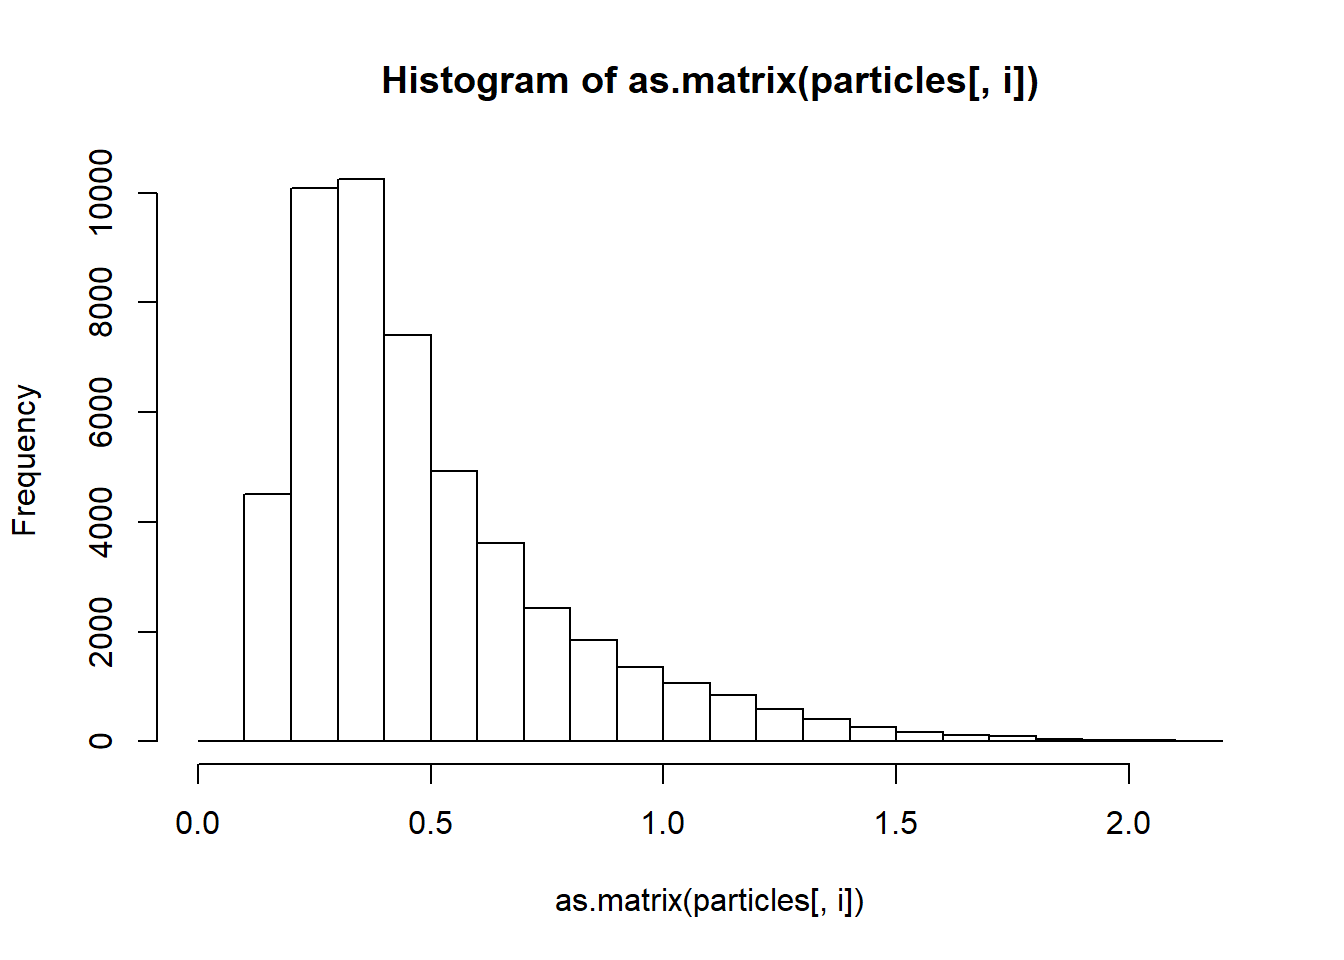 Histogram of as.matrix(particles[, i])
Frequency
10000
8000
6000
4000
2000
0
0.0 0.5 1.0 1.5 2.0
as.matrix(particles[, i])